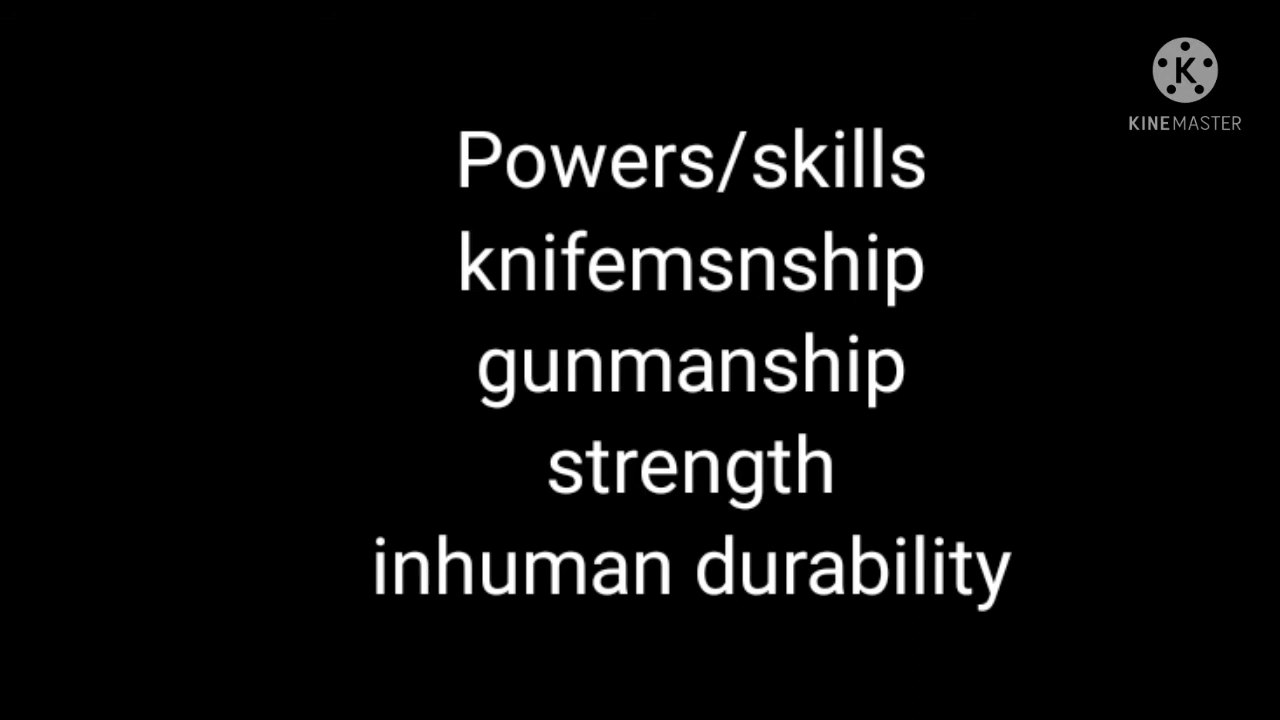 K
KINEMASTER
Powers/skills
knifemsnship
gunmanship
strength
inhuman durability